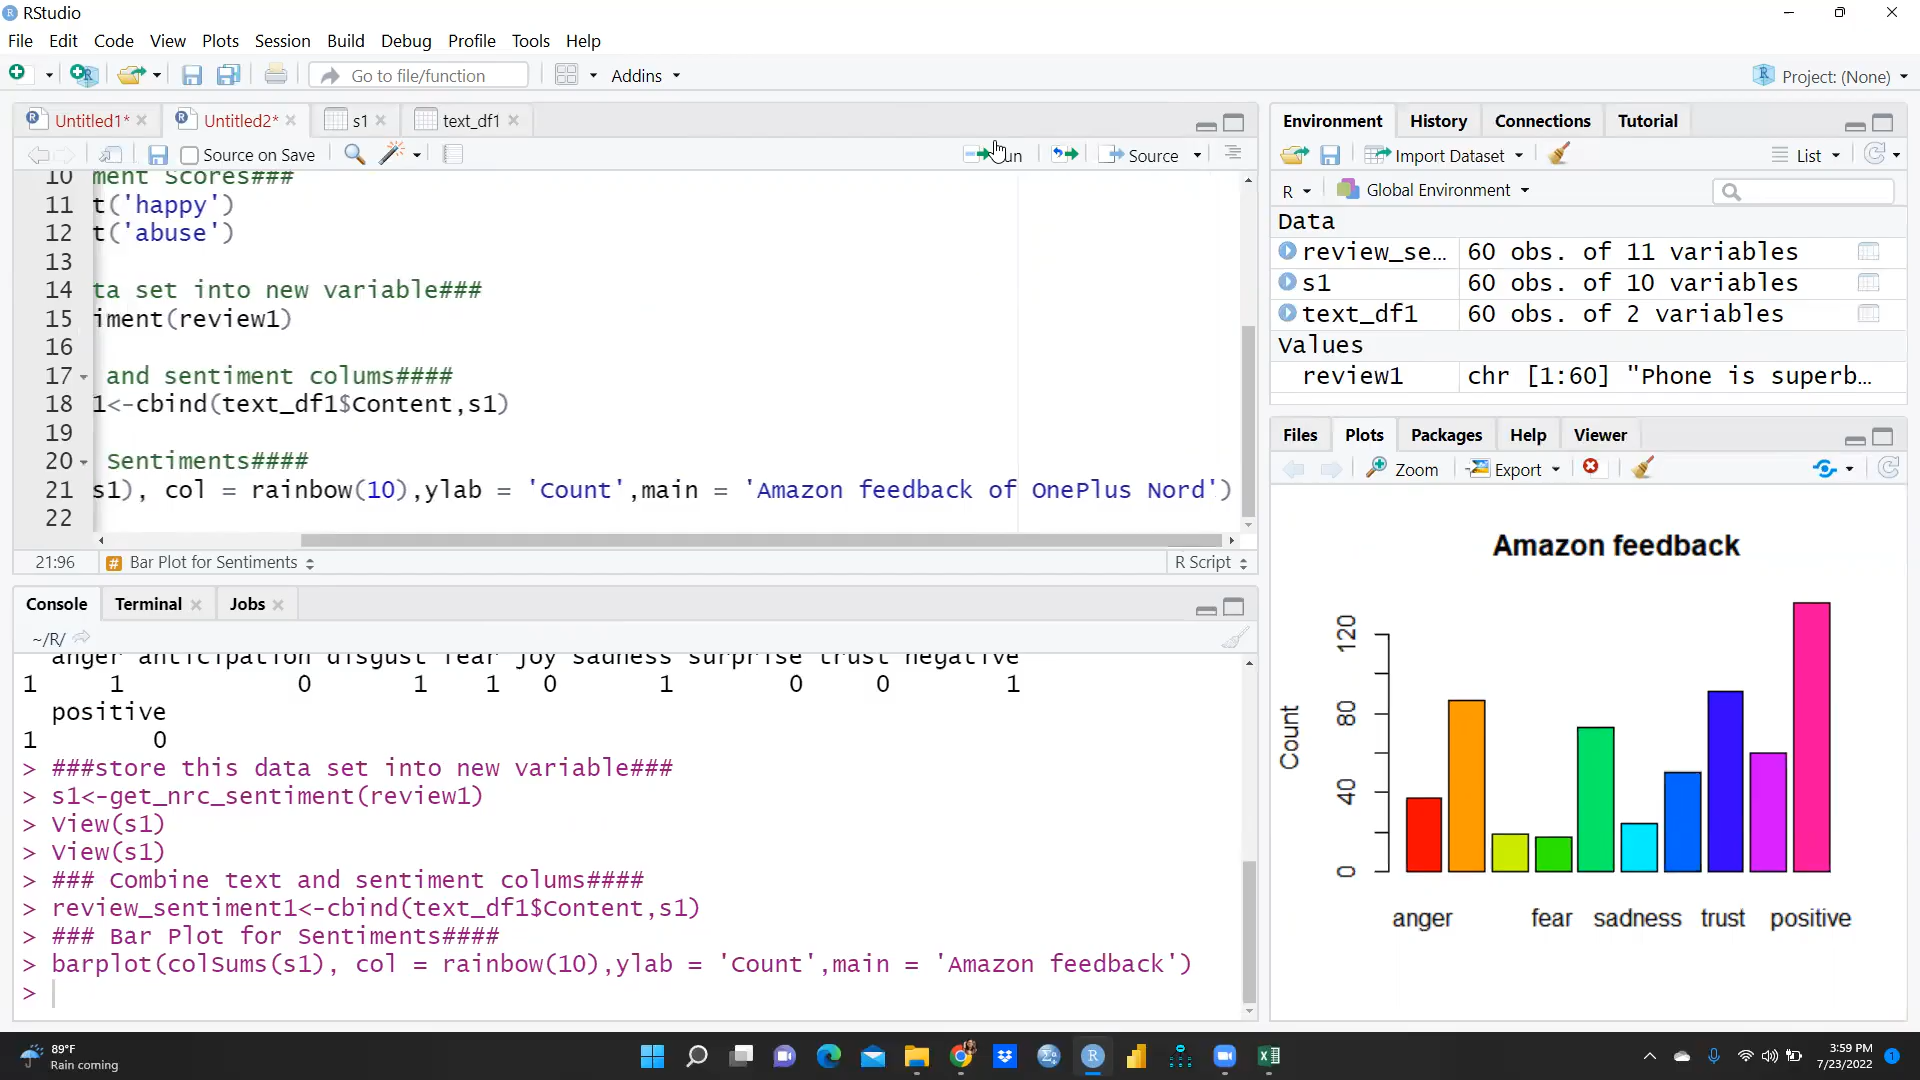 RStudio
File Edit Code View Plots Session Build Debug Profile Tools Help
Go to file/function Addins Project: (None)
Untitled1* Untitled2* s1 text_df1
Source on Save Source
10 ment Scores###
11 t('happy')
12 t('abuse')
13
14 ta set into new variable###
15 iment(review1)
16
17 and sentiment colums####
18 1<-cbind(text_df1$Content,s1)
19
20 Sentiments####
21 s1), col = rainbow(10),ylab = 'Count',main = 'Amazon feedback of OnePlus Nord')
22
21:96 # Bar Plot for Sentiments R Script
Console Terminal Jobs
~/R/
anger anticipation disgust fear joy sadness surprise trust negative
1 1 0 1 1 0 1 0 0 1
positive
1 0
> ###store this data set into new variable###
> s1<-get_nrc_sentiment(review1)
> View(s1)
> View(s1)
> ### Combine text and sentiment colums####
> review_sentiment1<-cbind(text_df1$Content,s1)
> ### Bar Plot for Sentiments####
> barplot(colSums(s1), col = rainbow(10),ylab = 'Count',main = 'Amazon feedback')
>
Environment History Connections Tutorial
Import Dataset List
R Global Environment
Data
review_se... 60 obs. of 11 variables
s1 60 obs. of 10 variables
text_df1 60 obs. of 2 variables
Values
review1 chr [1:60] "Phone is superb...
Files Plots Packages Help Viewer
Zoom Export
Amazon feedback
Count
120
80
40
0
anger fear sadness trust positive
89°F
Rain coming
3:59 PM
7/23/2022
1